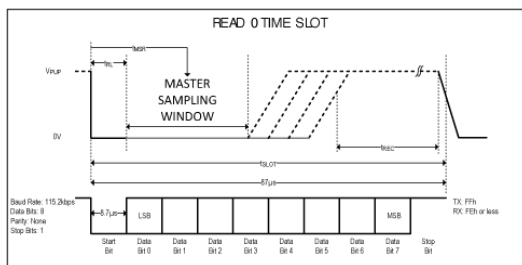 READ 0 TIME SLOT
tMSR
VPUP
tRL
MASTER
SAMPLING
WINDOW
0V
tREC
tSLOT
87µs
Baud Rate: 115.2kbps
Data Bits: 8
Parity: None
Stop Bits: 1
8.7µs
LSB
MSB
TX: FFh
RX: FEh or less
Start Bit
Data Bit 0
Data Bit 1
Data Bit 2
Data Bit 3
Data Bit 4
Data Bit 5
Data Bit 6
Data Bit 7
Stop Bit